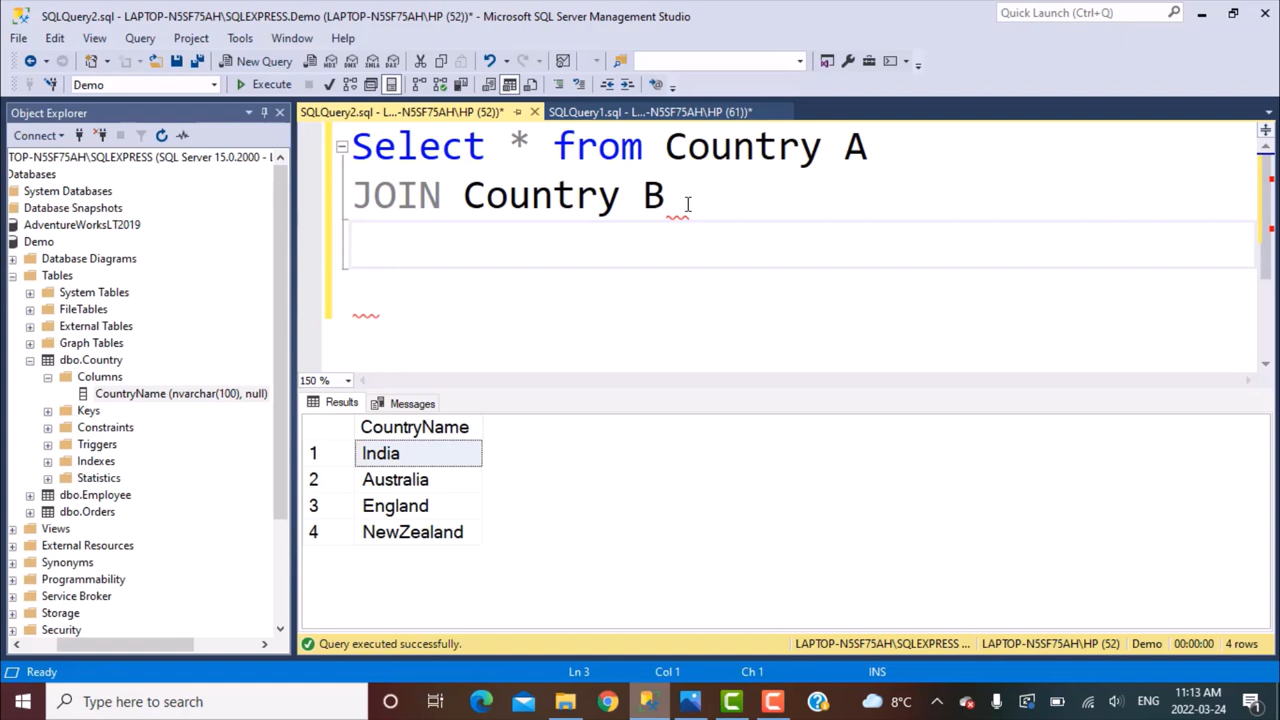 SQLQuery2.sql - LAPTOP-N5SF75AH\SQLEXPRESS.Demo (LAPTOP-N5SF75AH\HP (52))* - Microsoft SQL Server Management Studio
Quick Launch (Ctrl+Q)
File Edit View Query Project Tools Window Help
New Query MDX DMX XMLA DAX
Demo Execute
Object Explorer
SQLQuery2.sql - L...-N5SF75AH\HP (52))* SQLQuery1.sql - L...-N5SF75AH\HP (61))*
Connect
TOP-N5SF75AH\SQLEXPRESS (SQL Server 15.0.2000 -
Databases
System Databases
Database Snapshots
AdventureWorksLT2019
Demo
Database Diagrams
Tables
System Tables
FileTables
External Tables
Graph Tables
dbo.Country
Columns
CountryName (nvarchar(100), null)
Keys
Constraints
Triggers
Indexes
Statistics
dbo.Employee
dbo.Orders
Views
External Resources
Synonyms
Programmability
Service Broker
Storage
Security
Select * from Country A
JOIN Country B
150 %
Results Messages
CountryName
1 India
2 Australia
3 England
4 NewZealand
Query executed successfully.
LAPTOP-N5SF75AH\SQLEXPRESS ... LAPTOP-N5SF75AH\HP (52) Demo 00:00:00 4 rows
Ready Ln 3 Col 1 Ch 1 INS
Type here to search
8°C ENG
11:13 AM
2022-03-24
1